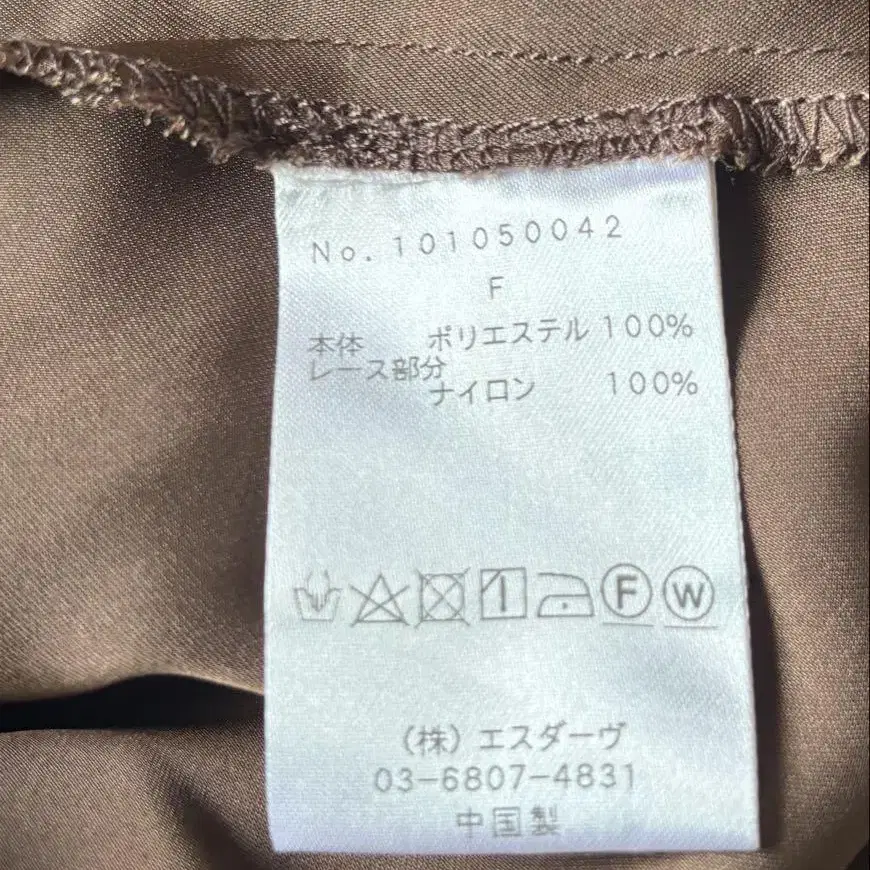 No. 101050042
F
本体 ポリエステル 100%
レース部分
ナイロン 100%
F W
(株) エスダーヴ
03-6807-4831
中国製